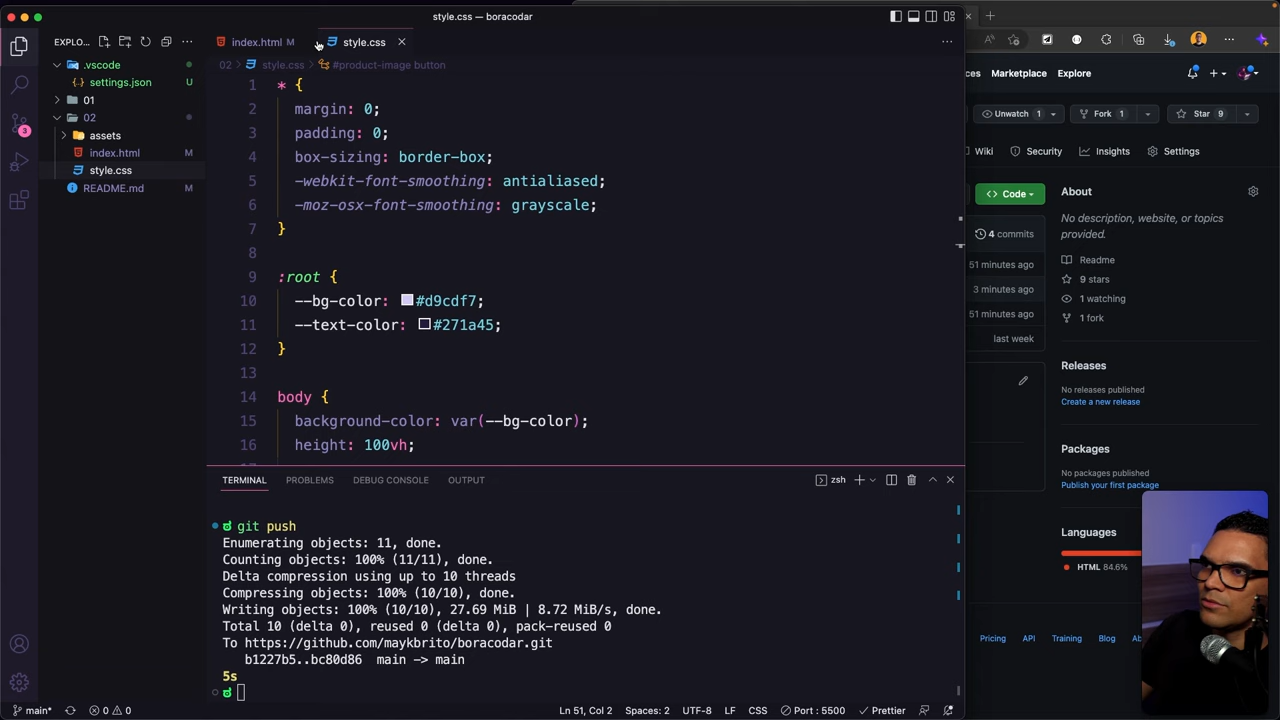 style.css — boracodar
EXPLO...
index.html M
style.css
02 style.css #product-image button
.vscode
settings.json U
01
02
assets
index.html M
style.css
README.md
3
1 * {
2 margin: 0;
3 padding: 0;
4 box-sizing: border-box;
5 -webkit-font-smoothing: antialiased;
6 -moz-osx-font-smoothing: grayscale;
7 }
8
9 :root {
10 --bg-color: #d9cdf7;
11 --text-color: #271a45;
12 }
13
14 body {
15 background-color: var(--bg-color);
16 height: 100vh;
TERMINAL PROBLEMS DEBUG CONSOLE OUTPUT zsh
git push
Enumerating objects: 11, done.
Counting objects: 100% (11/11), done.
Delta compression using up to 10 threads
Compressing objects: 100% (10/10), done.
Writing objects: 100% (10/10), 27.69 MiB | 8.72 MiB/s, done.
Total 10 (delta 0), reused 0 (delta 0), pack-reused 0
To https://github.com/maykbrito/boracodar.git
b1227b5..bc80d86 main -> main
5s
main* 0 0 Ln 51, Col 2 Spaces: 2 UTF-8 LF CSS Port : 5500 Prettier
Marketplace Explore
Unwatch 1 Fork 1 Star 9
Wiki Security Insights Settings
Code
4 commits
51 minutes ago
3 minutes ago
51 minutes ago
last week
About
No description, website, or topics
provided.
Readme
9 stars
1 watching
1 fork
Releases
No releases published
Create a new release
Packages
No packages published
Publish your first package
Languages
HTML 84.6%
Pricing API Training Blog